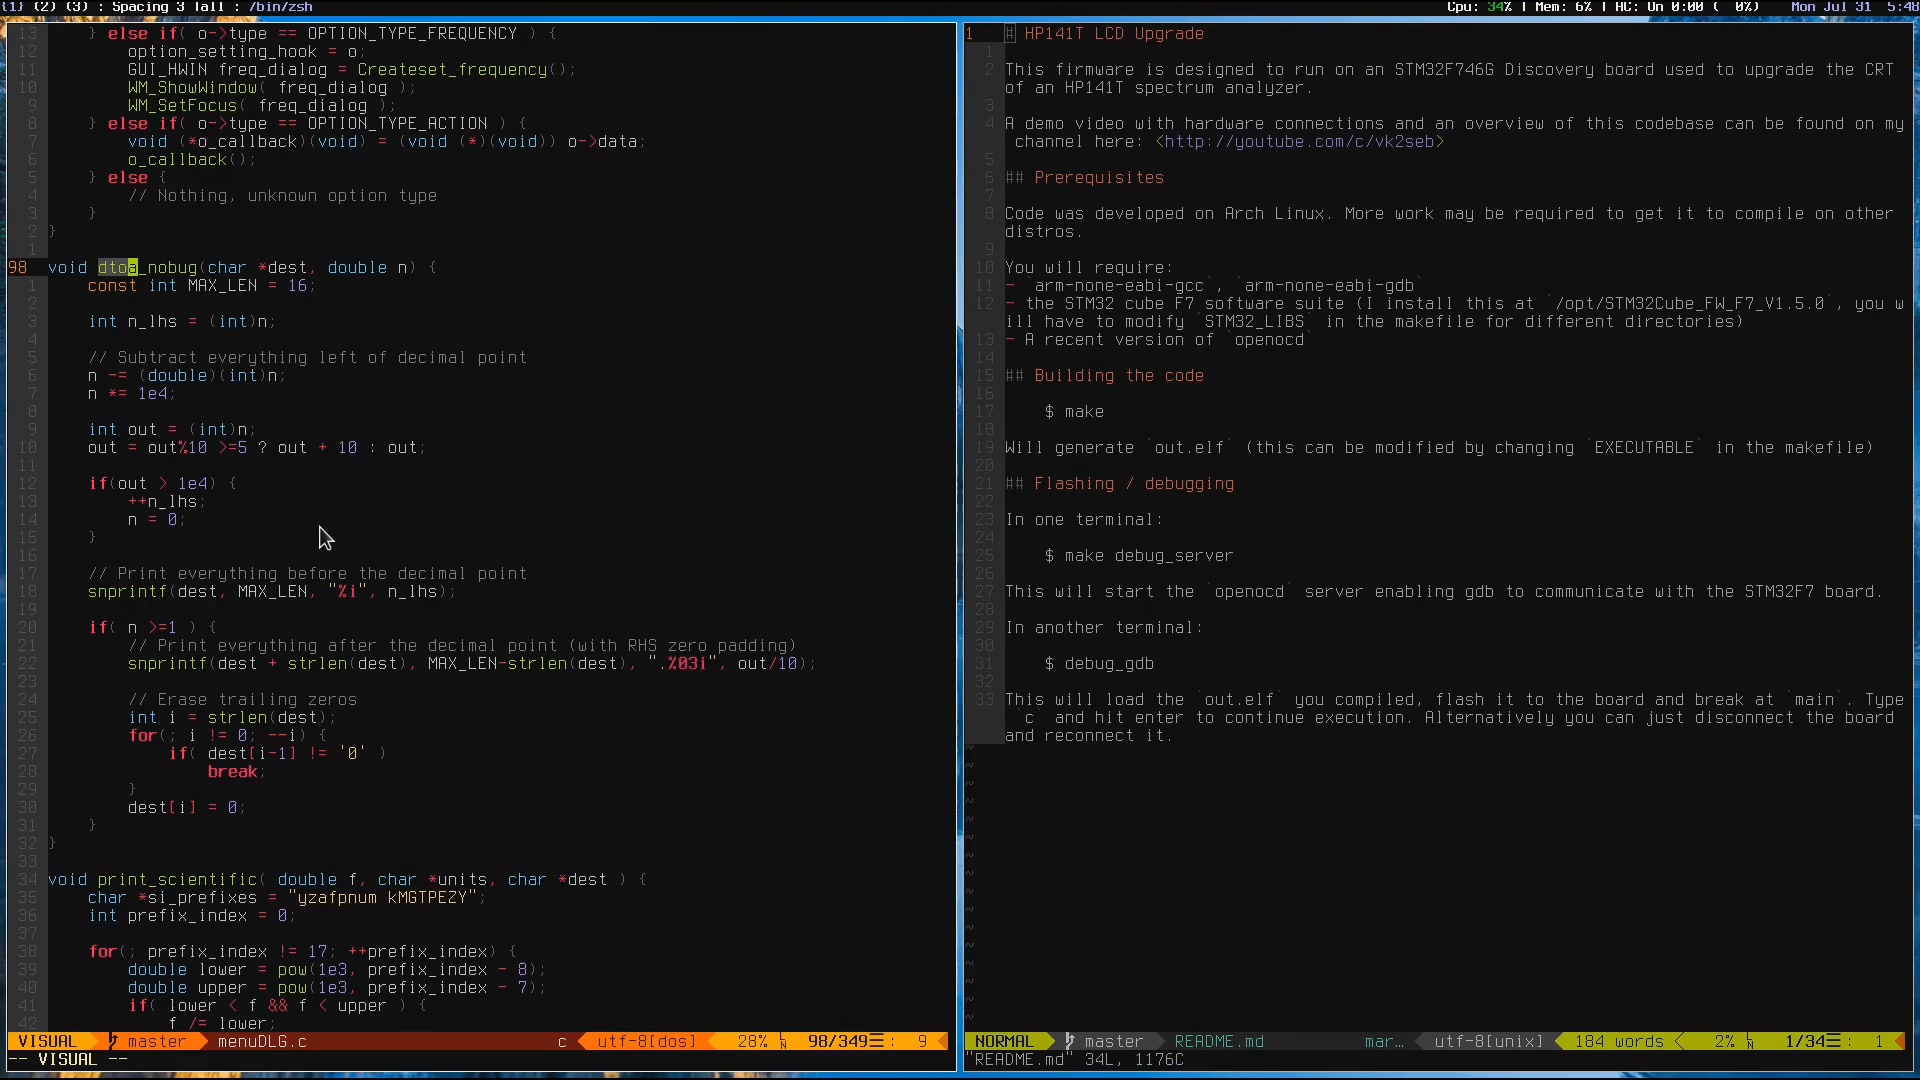 {1} (2) (3) : Spacing 3 Tall : /bin/zsh
Cpu: 34% | Mem: 6% | AC: On 0:00 ( 0%) Mon Jul 31 5:48
13 } else if( o->type == OPTION_TYPE_FREQUENCY ) {
12 option_setting_hook = o;
11 GUI_HWIN freq_dialog = Createset_frequency();
10 WM_ShowWindow( freq_dialog );
9 WM_SetFocus( freq_dialog );
8 } else if( o->type == OPTION_TYPE_ACTION ) {
7 void (*o_callback)(void) = (void (*)(void)) o->data;
6 o_callback();
5 } else {
4 // Nothing, unknown option type
3 }
2 }
1
98 void dtoa_nobug(char *dest, double n) {
1 const int MAX_LEN = 16;
2
3 int n_lhs = (int)n;
4
5 // Subtract everything left of decimal point
6 n -= (double)(int)n;
7 n *= 1e4;
8
9 int out = (int)n;
10 out = out%10 >=5 ? out + 10 : out;
11
12 if(out > 1e4) {
13 ++n_lhs;
14 n = 0;
15 }
16
17 // Print everything before the decimal point
18 snprintf(dest, MAX_LEN, "%i", n_lhs);
19
20 if( n >=1 ) {
21 // Print everything after the decimal point (with RHS zero padding)
22 snprintf(dest + strlen(dest), MAX_LEN-strlen(dest), ".%03i", out/10);
23
24 // Erase trailing zeros
25 int i = strlen(dest);
26 for(; i != 0; --i) {
27 if( dest[i-1] != '0' )
28 break;
29 }
30 dest[i] = 0;
31 }
32 }
33
34 void print_scientific( double f, char *units, char *dest ) {
35 char *si_prefixes = "yzafpnum kMGTPEZY";
36 int prefix_index = 0;
37
38 for(; prefix_index != 17; ++prefix_index) {
39 double lower = pow(1e3, prefix_index - 8);
40 double upper = pow(1e3, prefix_index - 7);
41 if( lower < f && f < upper ) {
42 f /= lower;
VISUAL master menuDLG.c c utf-8[dos] 28% 98/349 : 9
-- VISUAL --
1 # HP141T LCD Upgrade
1
2 This firmware is designed to run on an STM32F746G Discovery board used to upgrade the CRT
of an HP141T spectrum analyzer.
3
4 A demo video with hardware connections and an overview of this codebase can be found on my
channel here: <http://youtube.com/c/vk2seb>
5
6 ## Prerequisites
7
8 Code was developed on Arch Linux. More work may be required to get it to compile on other
distros.
9
10 You will require:
11 - `arm-none-eabi-gcc`, `arm-none-eabi-gdb`
12 - the STM32 cube F7 software suite (I install this at `/opt/STM32Cube_FW_F7_V1.5.0`, you w
ill have to modify `STM32_LIBS` in the makefile for different directories)
13 - A recent version of `openocd`
14
15 ## Building the code
16
17 $ make
18
19 Will generate `out.elf` (this can be modified by changing `EXECUTABLE` in the makefile)
20
21 ## Flashing / debugging
22
23 In one terminal:
24
25 $ make debug_server
26
27 This will start the `openocd` server enabling gdb to communicate with the STM32F7 board.
28
29 In another terminal:
30
31 $ debug_gdb
32
33 This will load the `out.elf` you compiled, flash it to the board and break at `main`. Type
`c` and hit enter to continue execution. Alternatively you can just disconnect the board
and reconnect it.
NORMAL master README.md mar… utf-8[unix] 184 words 2% 1/34 : 1
"README.md" 34L, 1176C